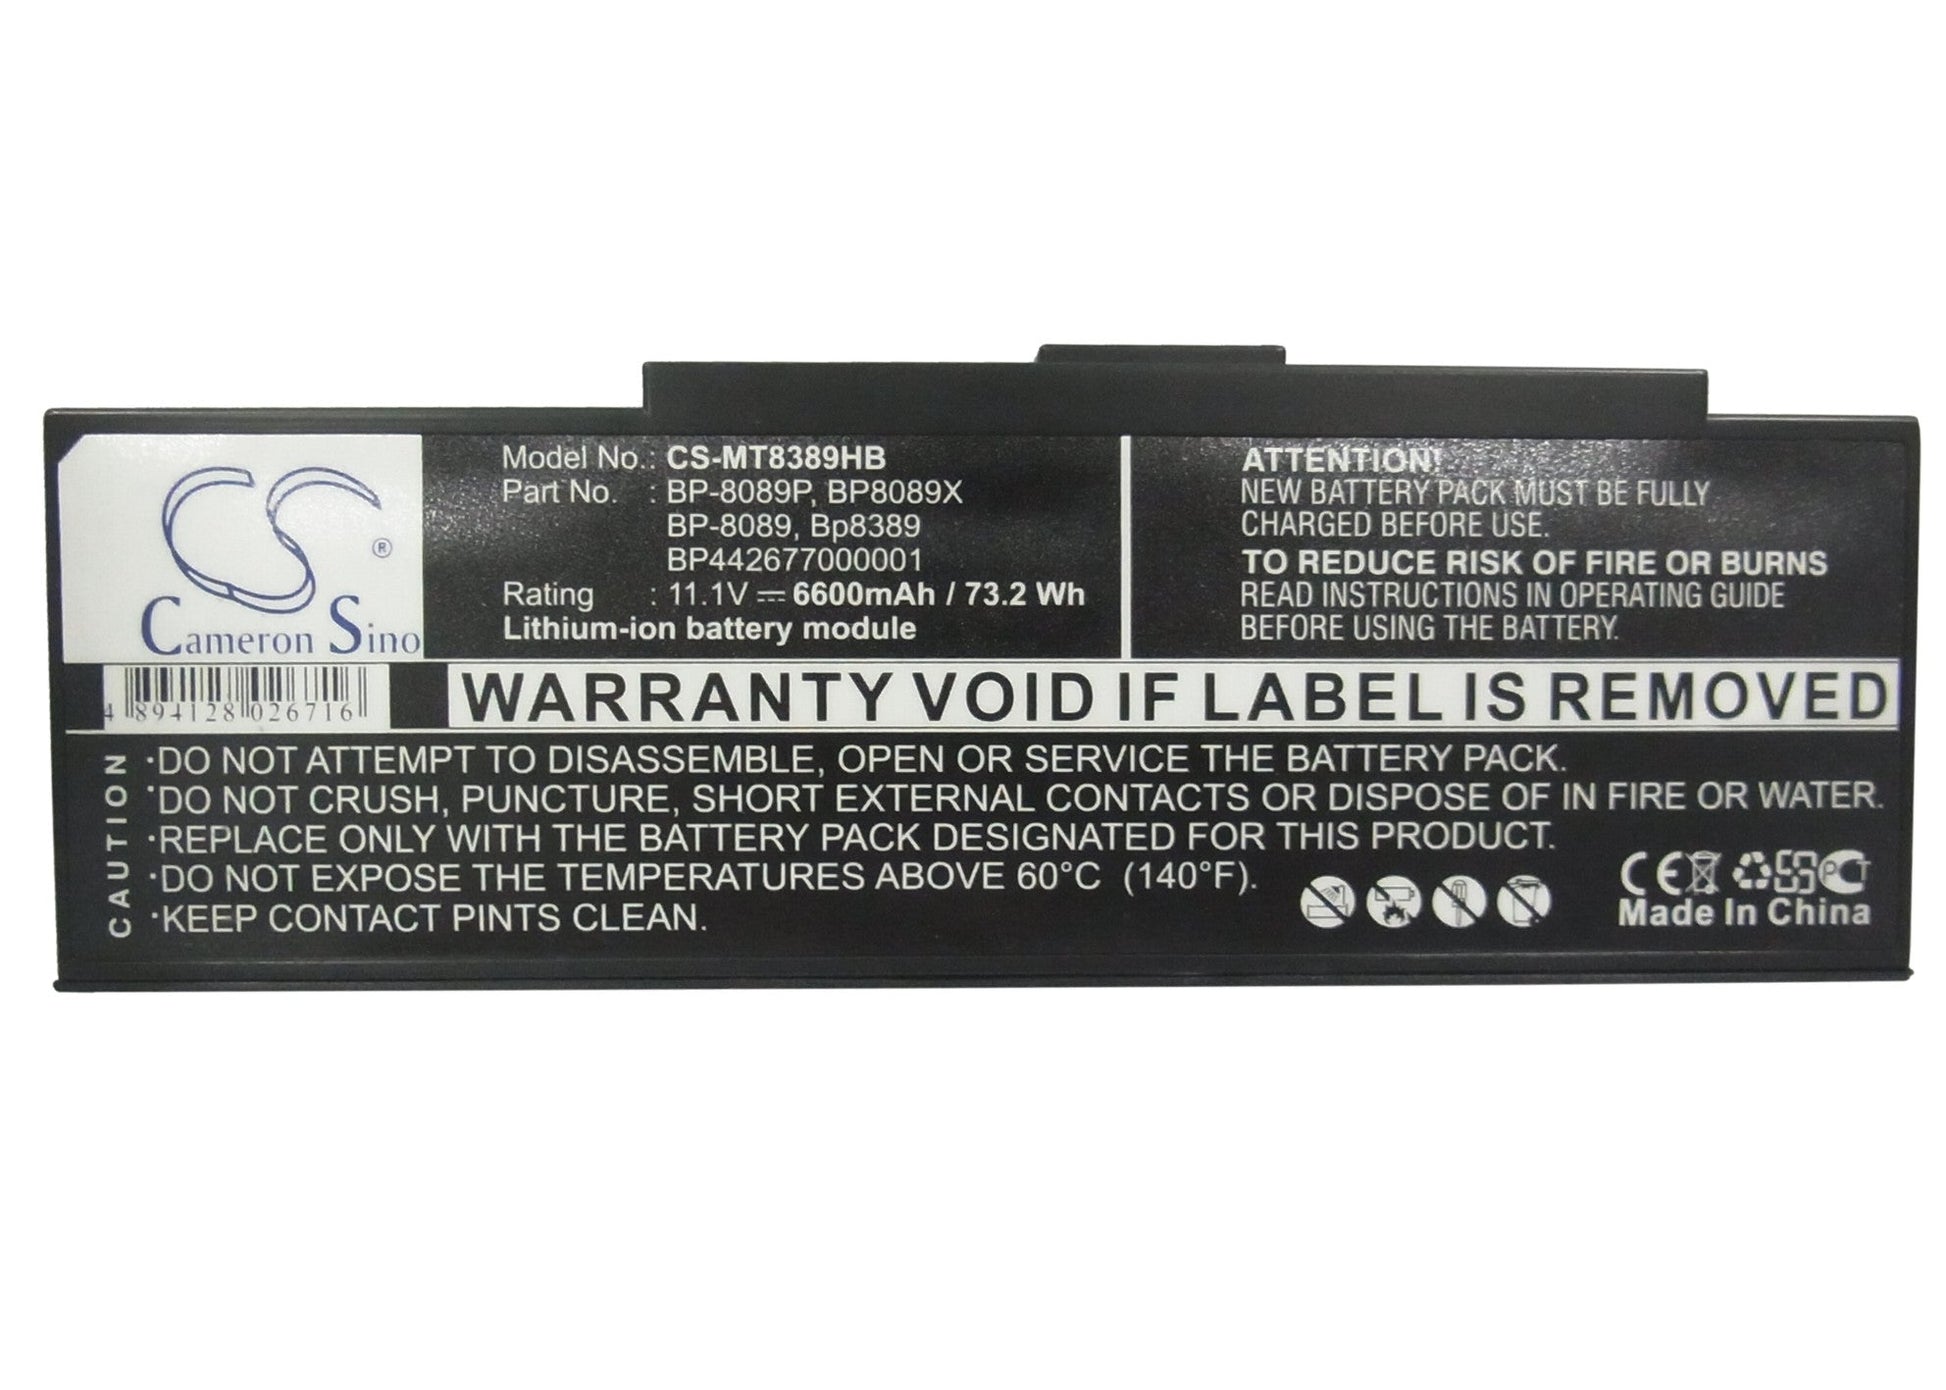 CS ®
Cameron Sino
Model No.: CS-MT8389HB
Part No. : BP-8089P, BP8089X
BP-8089, Bp8389
BP442677000001
Rating : 11.1V 6600mAh / 73.2 Wh
Lithium-ion battery module
ATTENTION!
NEW BATTERY PACK MUST BE FULLY
CHARGED BEFORE USE.
TO REDUCE RISK OF FIRE OR BURNS
READ INSTRUCTIONS IN OPERATING GUIDE
BEFORE USING THE BATTERY.
4 894128 026716
WARRANTY VOID IF LABEL IS REMOVED
CAUTION
·DO NOT ATTEMPT TO DISASSEMBLE, OPEN OR SERVICE THE BATTERY PACK.
·DO NOT CRUSH, PUNCTURE, SHORT EXTERNAL CONTACTS OR DISPOSE OF IN FIRE OR WATER.
·REPLACE ONLY WITH THE BATTERY PACK DESIGNATED FOR THIS PRODUCT.
·DO NOT EXPOSE THE TEMPERATURES ABOVE 60°C (140°F).
·KEEP CONTACT PINTS CLEAN.
CE PCT
Made In China